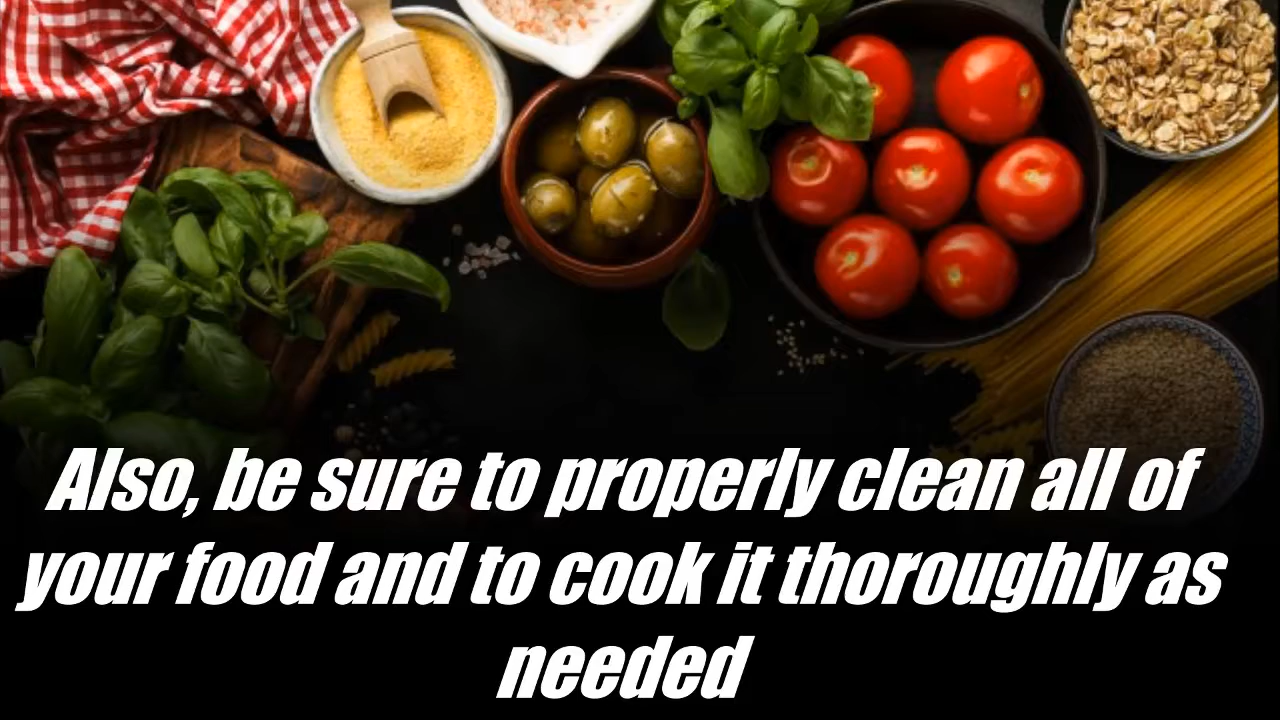 Also, be sure to properly clean all of
your food and to cook it thoroughly as
needed